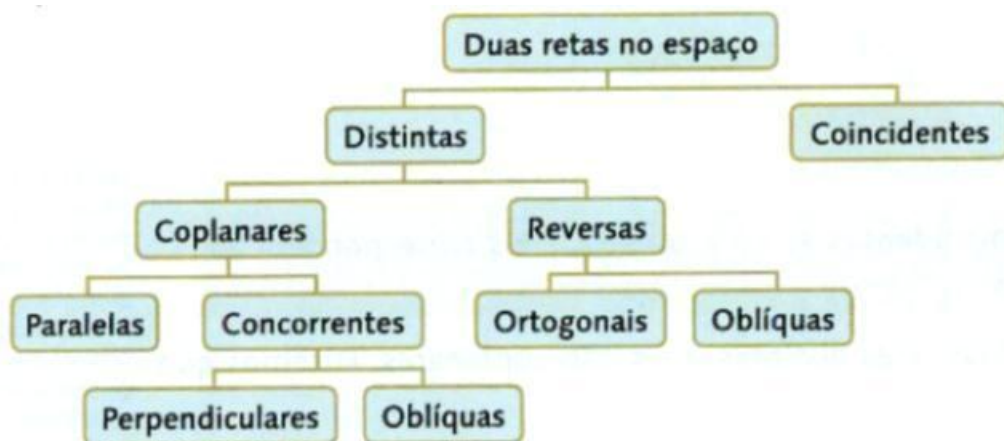 Duas retas no espaço
Distintas
Coincidentes
Coplanares
Reversas
Paralelas
Concorrentes
Ortogonais
Oblíquas
Perpendiculares
Oblíquas